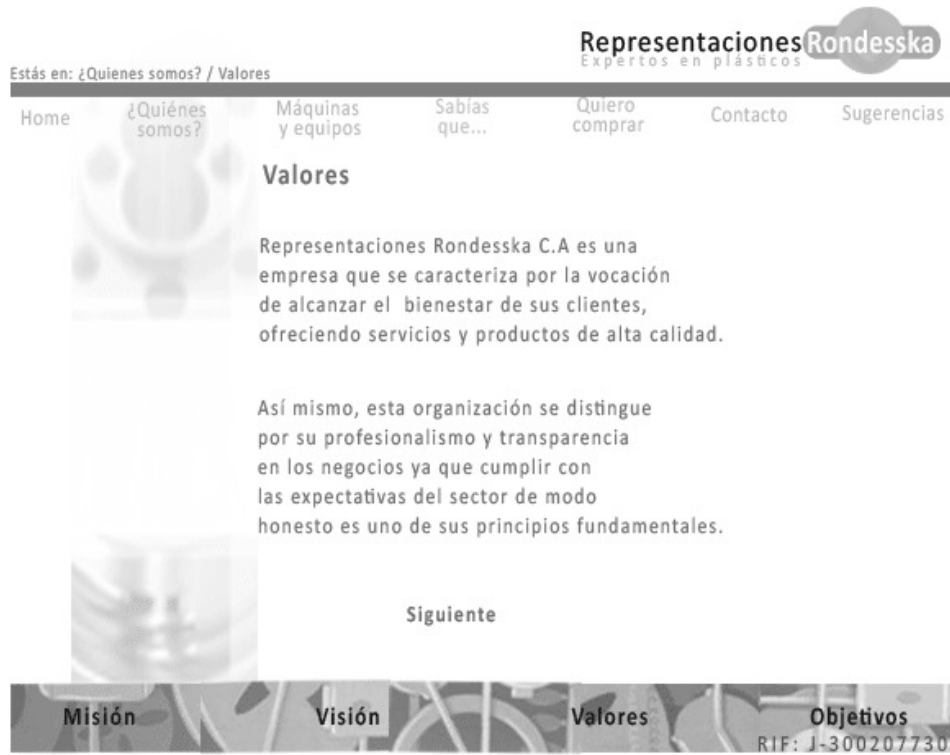 Representaciones Rondesska
Expertos en plásticos
Estás en: ¿Quienes somos? / Valores
Home
¿Quiénes
somos?
Máquinas
y equipos
Sabías
que...
Quiero
comprar
Contacto
Sugerencias
Valores
Representaciones Rondesska C.A es una
empresa que se caracteriza por la vocación
de alcanzar el bienestar de sus clientes,
ofreciendo servicios y productos de alta calidad.
Así mismo, esta organización se distingue
por su profesionalismo y transparencia
en los negocios ya que cumplir con
las expectativas del sector de modo
honesto es uno de sus principios fundamentales.
Siguiente
Misión
Visión
Valores
Objetivos
RIF: J-300207730